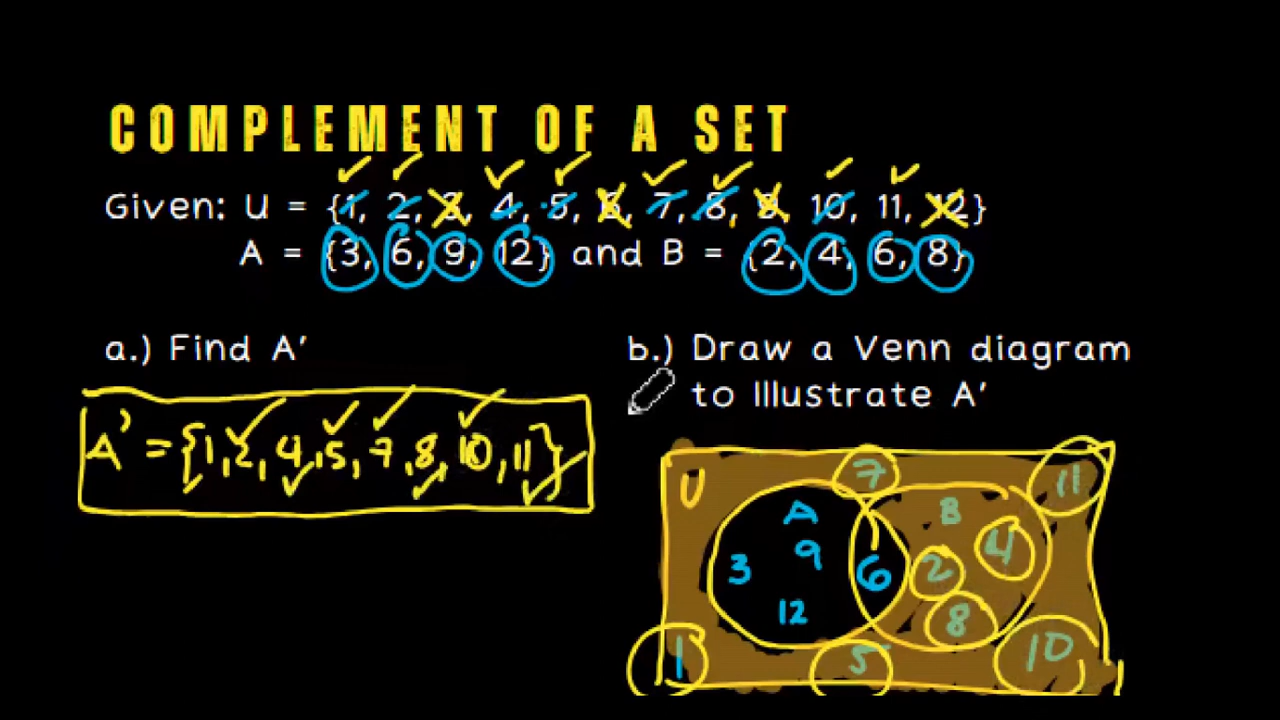 COMPLEMENT OF A SET
Given: U = {1, 2, 3, 4, 5, 6, 7, 8, 9, 10, 11, 12}
A = {3, 6, 9, 12} and B = {2, 4, 6, 8}
a.) Find A′
b.) Draw a Venn diagram
to Illustrate A′
A' = {1, 2, 4, 5, 7, 8, 10, 11}
U
7
11
A
B
9
4
3
6
2
12
8
1
5
10